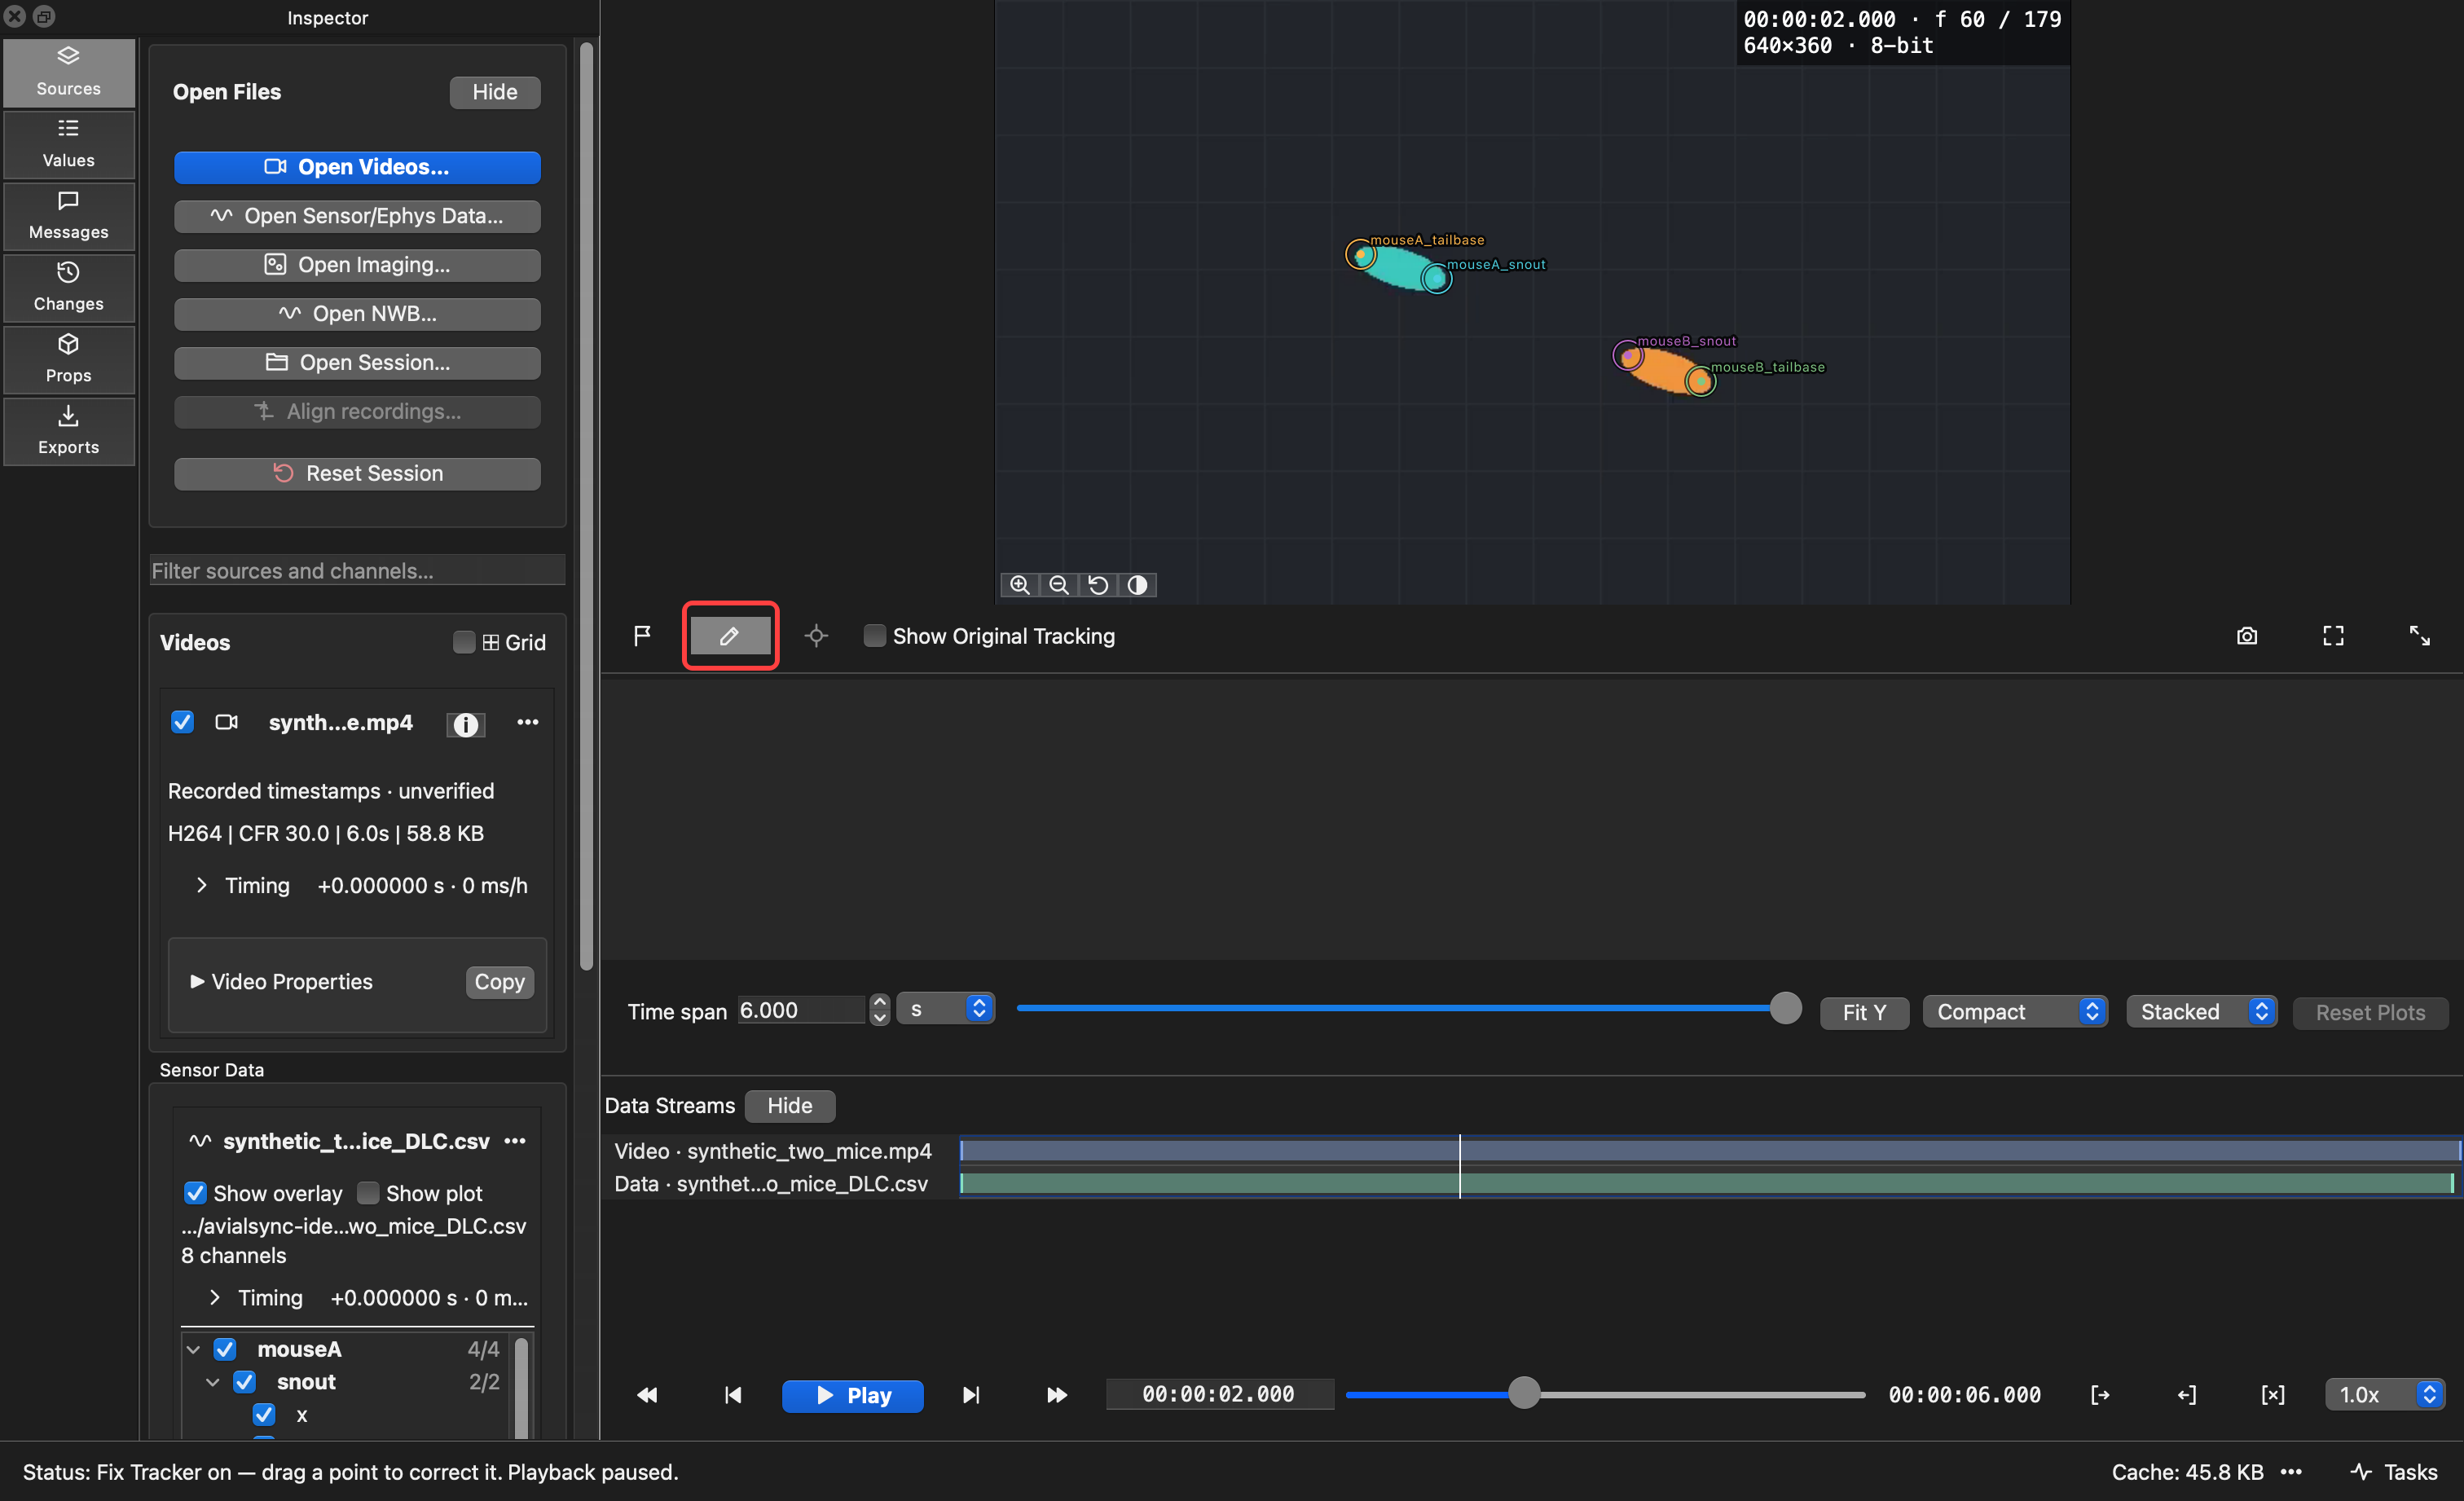 Inspector
Sources
Values
Messages
Changes
Props
Exports
Open Files
Hide
Open Videos...
Open Sensor/Ephys Data...
Open Imaging...
Open NWB...
Open Session...
Align recordings...
Reset Session
Filter sources and channels...
Videos
Grid
synth...e.mp4
Recorded timestamps · unverified
H264 | CFR 30.0 | 6.0s | 58.8 KB
Timing +0.000000 s · 0 ms/h
Video Properties
Copy
Sensor Data
synthetic_t...ice_DLC.csv
Show overlay
Show plot
.../avialsync-ide...wo_mice_DLC.csv
8 channels
Timing +0.000000 s · 0 m...
mouseA 4/4
snout 2/2
x
00:00:02.000 · f 60 / 179
640×360 · 8-bit
mouseA_tailbase
mouseA_snout
mouseB_snout
mouseB_tailbase
Show Original Tracking
Time span 6.000 s
Fit Y
Compact
Stacked
Reset Plots
Data Streams
Hide
Video · synthetic_two_mice.mp4
Data · synthet...o_mice_DLC.csv
Play
00:00:02.000
00:00:06.000
1.0x
Status: Fix Tracker on — drag a point to correct it. Playback paused.
Cache: 45.8 KB
Tasks